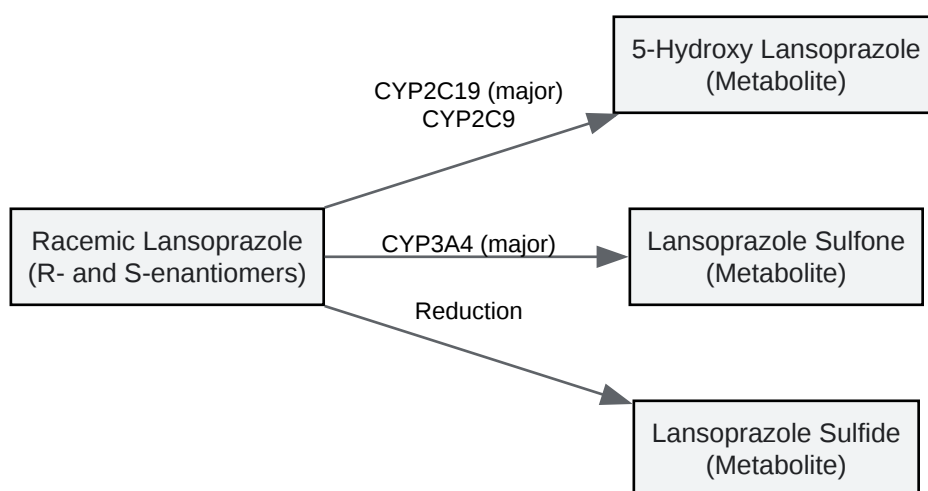 5-Hydroxy Lansoprazole
(Metabolite)
CYP2C19 (major)
CYP2C9
Racemic Lansoprazole
(R- and S-enantiomers)
CYP3A4 (major)
Lansoprazole Sulfone
(Metabolite)
Reduction
Lansoprazole Sulfide
(Metabolite)